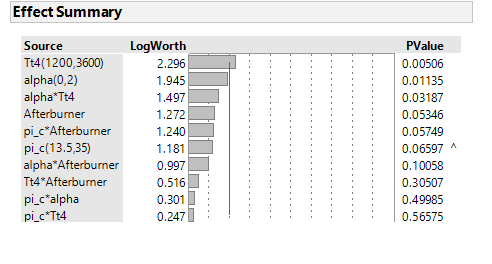 Effect Summary
Source LogWorth PValue
Tt4(1200,3600) 2.296 0.00506
alpha(0,2) 1.945 0.01135
alpha*Tt4 1.497 0.03187
Afterburner 1.272 0.05346
pi_c*Afterburner 1.240 0.05749
pi_c(13.5,35) 1.181 0.06597 ^
alpha*Afterburner 0.997 0.10058
Tt4*Afterburner 0.516 0.30507
pi_c*alpha 0.301 0.49985
pi_c*Tt4 0.247 0.56575